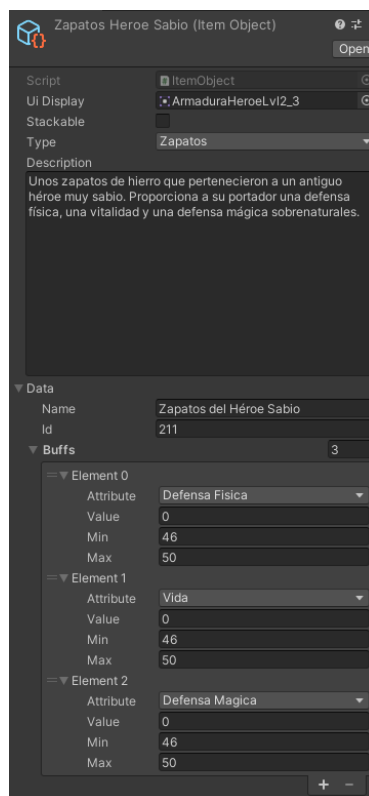 Zapatos Heroe Sabio (Item Object)
Open
Script ItemObject
Ui Display ArmaduraHeroeLvl2_3
Stackable
Type Zapatos
Description
Unos zapatos de hierro que pertenecieron a un antiguo
héroe muy sabio. Proporciona a su portador una defensa
física, una vitalidad y una defensa mágica sobrenaturales.
Data
Name Zapatos del Héroe Sabio
Id 211
Buffs 3
Element 0
Attribute Defensa Fisica
Value 0
Min 46
Max 50
Element 1
Attribute Vida
Value 0
Min 46
Max 50
Element 2
Attribute Defensa Magica
Value 0
Min 46
Max 50
+ -